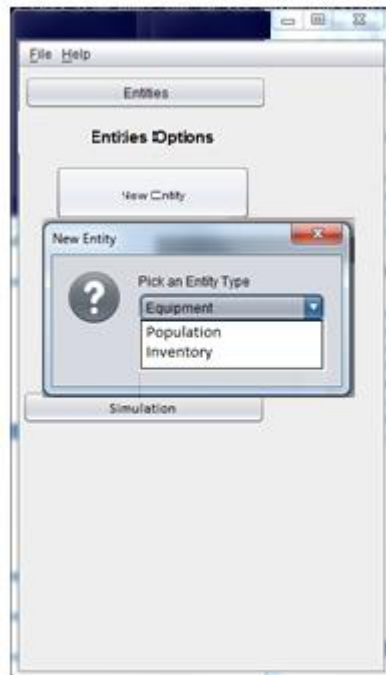 File Help
Entities
Entities Options
New Entity
New Entity
Pick an Entity Type
Equipment
Population
Inventory
Simulation